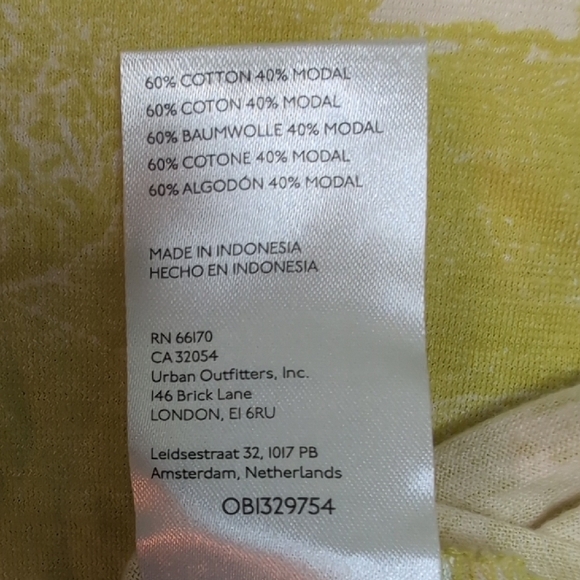 60% COTTON 40% MODAL
60% COTON 40% MODAL
60% BAUMWOLLE 40% MODAL
60% COTONE 40% MODAL
60% ALGODÓN 40% MODAL
MADE IN INDONESIA
HECHO EN INDONESIA
RN 66170
CA 32054
Urban Outfitters, Inc.
146 Brick Lane
LONDON, E1 6RU
Leidsestraat 32, 1017 PB
Amsterdam, Netherlands
OB1329754